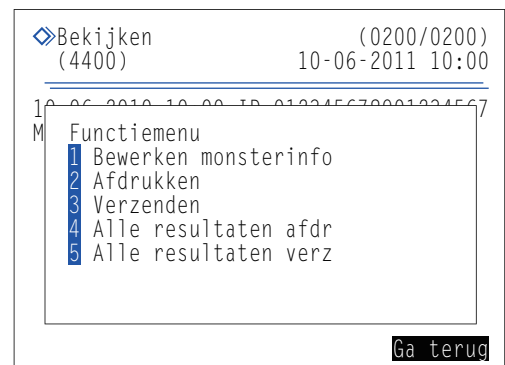 Bekijken (0200/0200)
(4400) 10-06-2011 10:00
Functiemenu
1 Bewerken monsterinfo
2 Afdrukken
3 Verzenden
4 Alle resultaten afdr
5 Alle resultaten verz
Ga terug